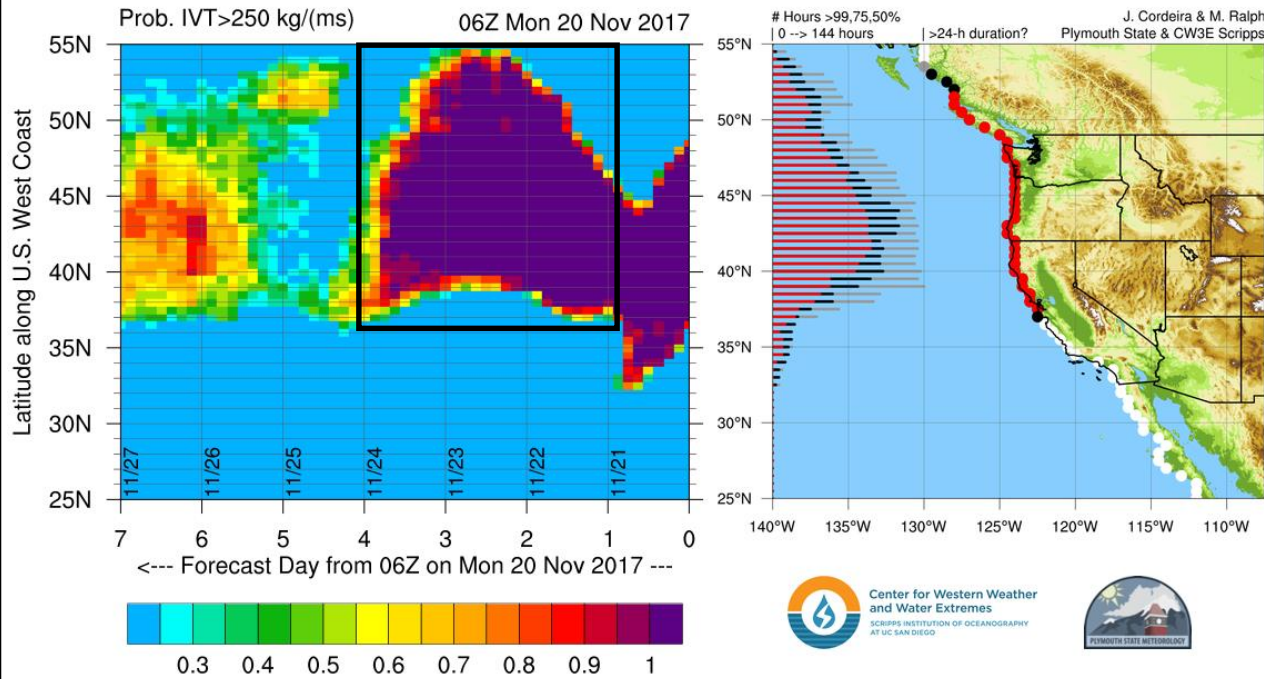 Prob. IVT>250 kg/(ms)
06Z Mon 20 Nov 2017
55N
50N
45N
40N
35N
30N
25N
Latitude along U.S. West Coast
11/27
11/26
11/25
11/24
11/23
11/22
11/21
7 6 5 4 3 2 1 0
<--- Forecast Day from 06Z on Mon 20 Nov 2017 ---
0.3 0.4 0.5 0.6 0.7 0.8 0.9 1
# Hours >99,75,50%
| 0 --> 144 hours
| >24-h duration?
J. Cordeira & M. Ralph
Plymouth State & CW3E Scripps
55°N
50°N
45°N
40°N
35°N
30°N
25°N
140°W 135°W 130°W 125°W 120°W 115°W 110°W
Center for Western Weather
and Water Extremes
SCRIPPS INSTITUTION OF OCEANOGRAPHY
AT UC SAN DIEGO
PLYMOUTH STATE METEOROLOGY